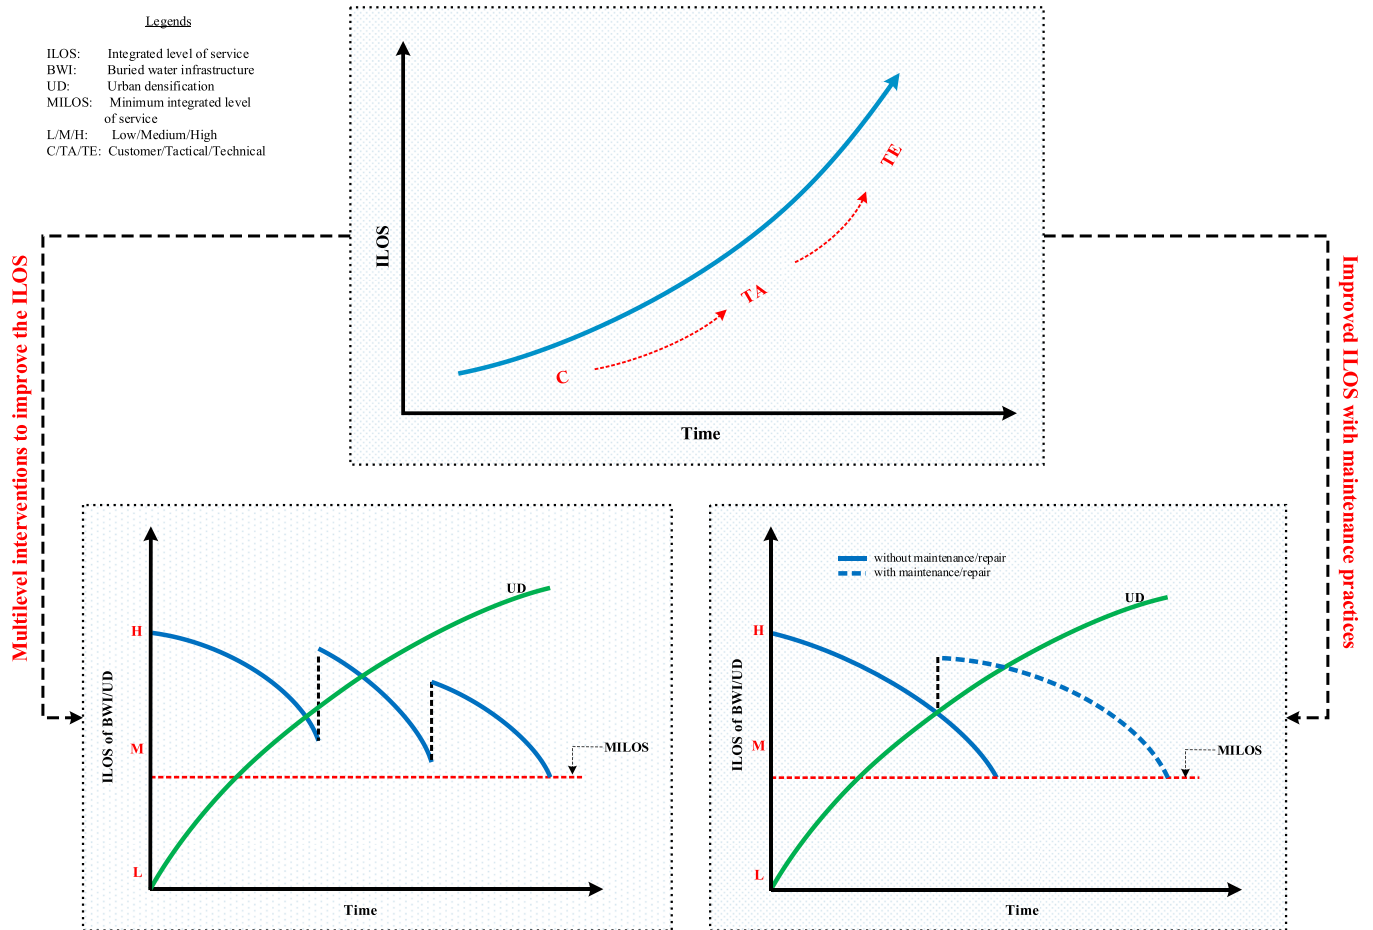 Legends
ILOS: Integrated level of service
BWI: Buried water infrastructure
UD: Urban densification
MILOS: Minimum integrated level
of service
L/M/H: Low/Medium/High
C/TA/TE: Customer/Tactical/Technical
ILOS
C
TA
TE
Time
Multilevel interventions to improve the ILOS
Improved ILOS with maintenance practices
ILOS of BWI/UD
H
M
L
UD
MILOS
Time
ILOS of BWI/UD
H
M
L
without maintenance/repair
with maintenance/repair
UD
MILOS
Time